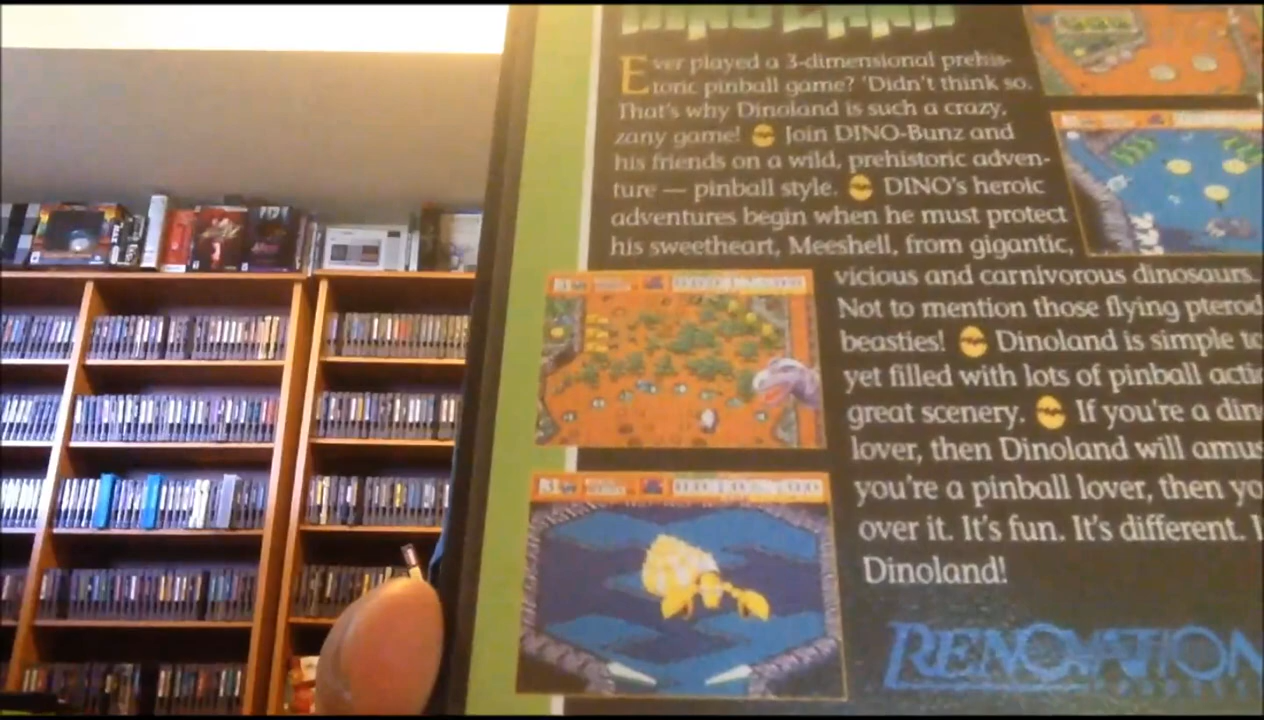 DINO LAND
Ever played a 3-dimensional prehis-
toric pinball game? 'Didn't think so.
That's why Dinoland is such a crazy,
zany game! Join DINO-Bunz and
his friends on a wild, prehistoric adven-
ture — pinball style. DINO's heroic
adventures begin when he must protect
his sweetheart, Meeshell, from gigantic,
vicious and carnivorous dinosaurs.
Not to mention those flying pterod
beasties! Dinoland is simple to
yet filled with lots of pinball acti
great scenery. If you're a din
lover, then Dinoland will amus
you're a pinball lover, then yo
over it. It's fun. It's different. I
Dinoland!
RENOVATION